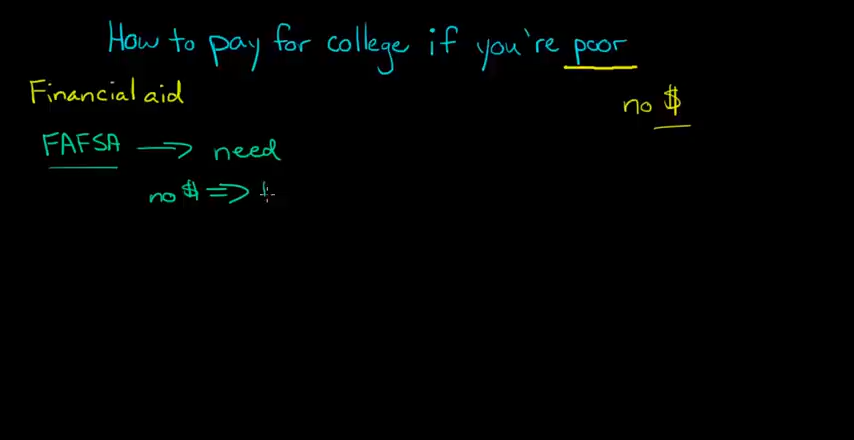 How to pay for college if you're poor
Financial aid
no $
FAFSA → need
no $ ⇒